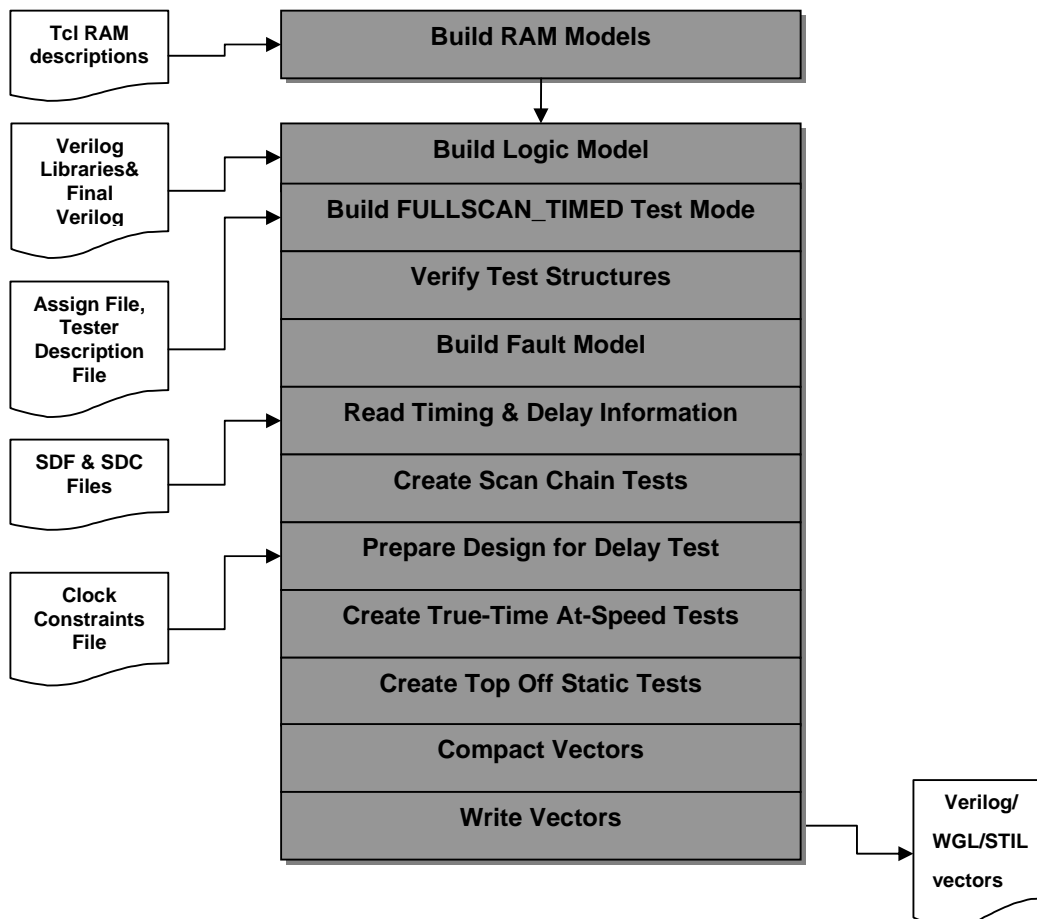 Tcl RAM
descriptions
Build RAM Models
Verilog
Libraries&
Final
Verilog
Build Logic Model
Build FULLSCAN_TIMED Test Mode
Assign File,
Tester
Description
File
Verify Test Structures
Build Fault Model
SDF & SDC
Files
Read Timing & Delay Information
Create Scan Chain Tests
Clock
Constraints
File
Prepare Design for Delay Test
Create True-Time At-Speed Tests
Create Top Off Static Tests
Compact Vectors
Write Vectors
Verilog/
WGL/STIL
vectors